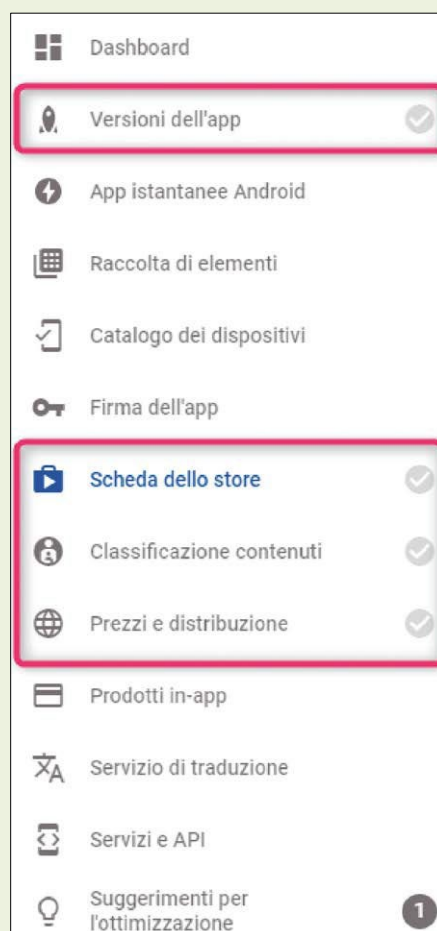 Dashboard
Versioni dell'app
App istantanee Android
Raccolta di elementi
Catalogo dei dispositivi
Firma dell'app
Scheda dello store
Classificazione contenuti
Prezzi e distribuzione
Prodotti in-app
Servizio di traduzione
Servizi e API
Suggerimenti per
l'ottimizzazione 1